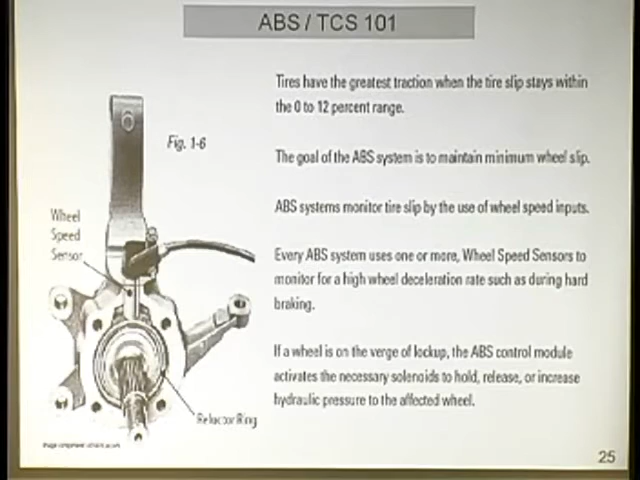 ABS / TCS 101
Tires have the greatest traction when the tire slip stays within
the 0 to 12 percent range.
Fig. 1-6
The goal of the ABS system is to maintain minimum wheel slip.
Wheel
Speed
Sensor
ABS systems monitor tire slip by the use of wheel speed inputs.
Every ABS system uses one or more, Wheel Speed Sensors to
monitor for a high wheel deceleration rate such as during hard
braking.
If a wheel is on the verge of lockup, the ABS control module
activates the necessary solenoids to hold, release, or increase
hydraulic pressure to the affected wheel.
Reluctor Ring
25